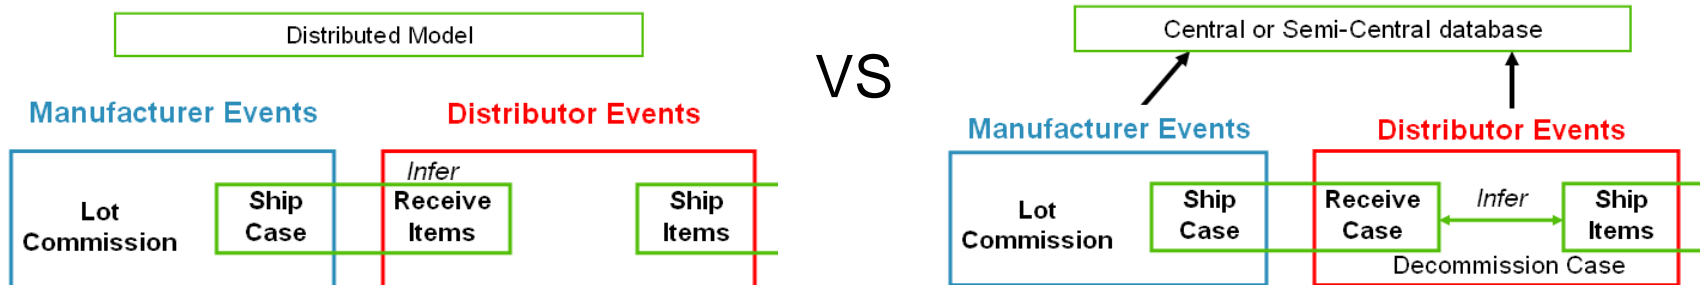 Distributed Model
Manufacturer Events
Distributor Events
Infer
Lot
Commission
Ship
Case
Receive
Items
Ship
Items
VS
Central or Semi-Central database
Manufacturer Events
Distributor Events
Lot
Commission
Ship
Case
Receive
Case
Infer
Ship
Items
Decommission Case